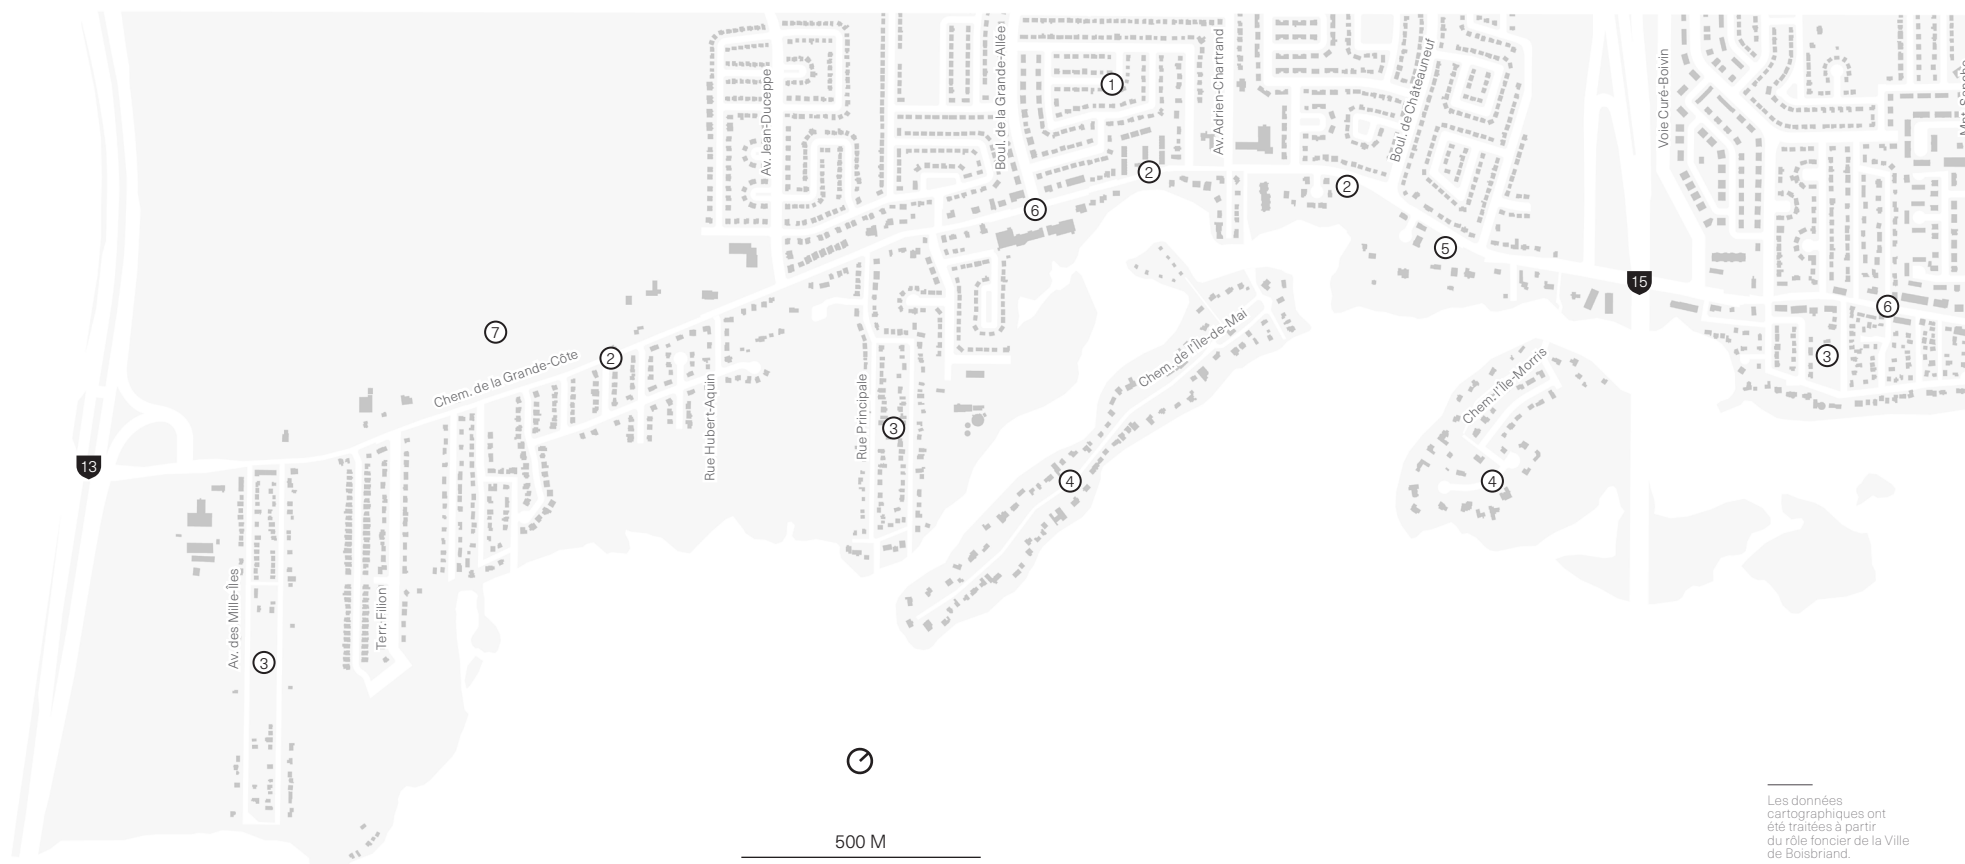 Av. Jean-Duceppe
Boul. de la Grande-Allée
Av. Adrien-Chartrand
Boul. de Châteauneuf
Voie Curé-Boivin
1
2
2
6
5
15
6
7
Chem. de la Grande-Côte
2
3
Chem. de l'Île-de-Mai
Chem. l'Île-Morris
Rue Hubert-Aquin
Rue Principale
3
13
4
4
Av. des Mille-Îles
Terr. Filion
3
500 M
Les données
cartographiques ont
été traitées à partir
du rôle foncier de la Ville
de Boisbriand.